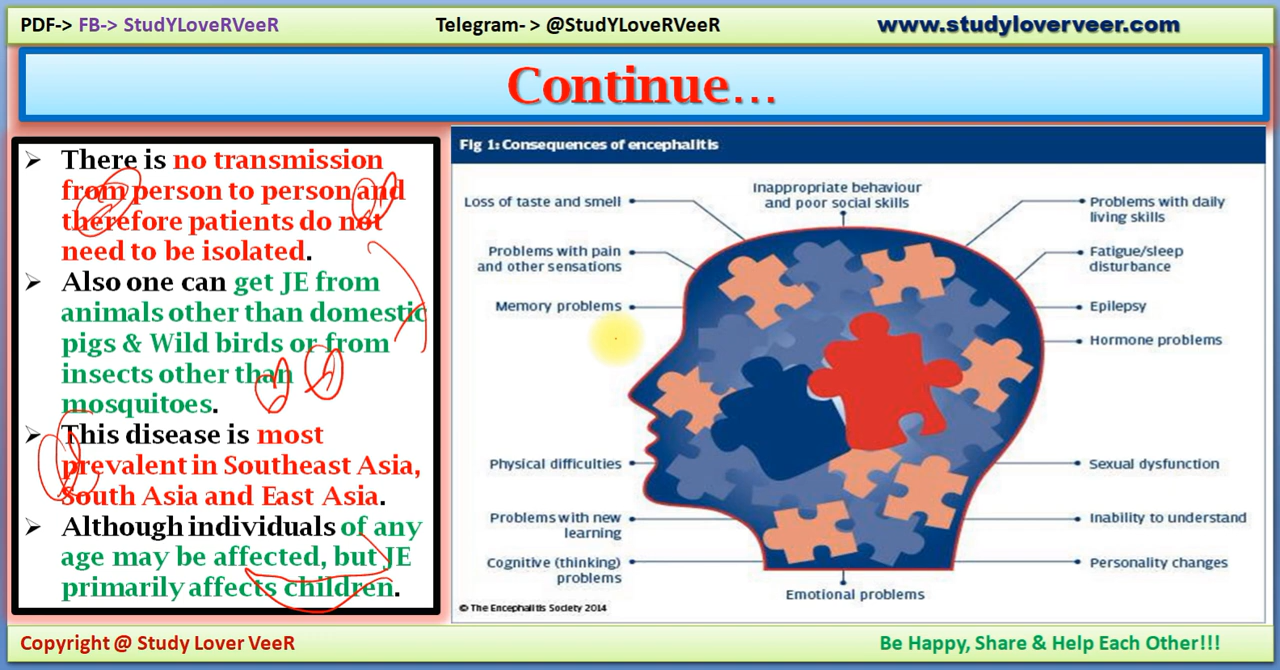 PDF-> FB-> StudYLoveRVeeR
Telegram- > @StudYLoveRVeeR
www.studyloverveer.com
Continue...
➢ There is no transmission
from person to person and
therefore patients do not
need to be isolated.
➢ Also one can get JE from
animals other than domestic
pigs & Wild birds or from
insects other than
mosquitoes.
➢ This disease is most
prevalent in Southeast Asia,
South Asia and East Asia.
➢ Although individuals of any
age may be affected, but JE
primarily affects children.
Fig 1: Consequences of encephalitis
Inappropriate behaviour
and poor social skills
Loss of taste and smell
Problems with pain
and other sensations
Memory problems
Physical difficulties
Problems with new
learning
Cognitive (thinking)
problems
Problems with daily
living skills
Fatigue/sleep
disturbance
Epilepsy
Hormone problems
Sexual dysfunction
Inability to understand
Personality changes
Emotional problems
© The Encephalitis Society 2014
Copyright @ Study Lover VeeR
Be Happy, Share & Help Each Other!!!